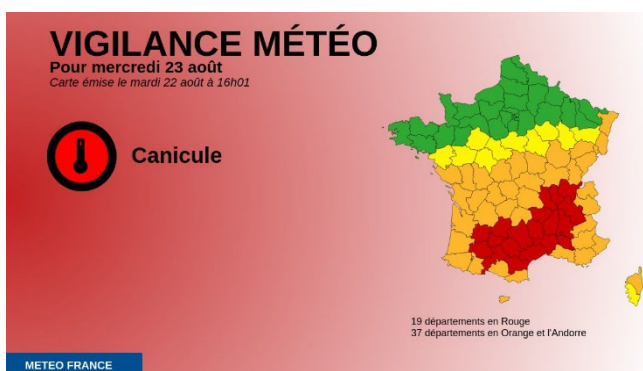 VIGILANCE MÉTÉO
Pour mercredi 23 août
Carte émise le mardi 22 août à 16h01
Canicule
19 départements en Rouge
37 départements en Orange et l'Andorre
METEO FRANCE